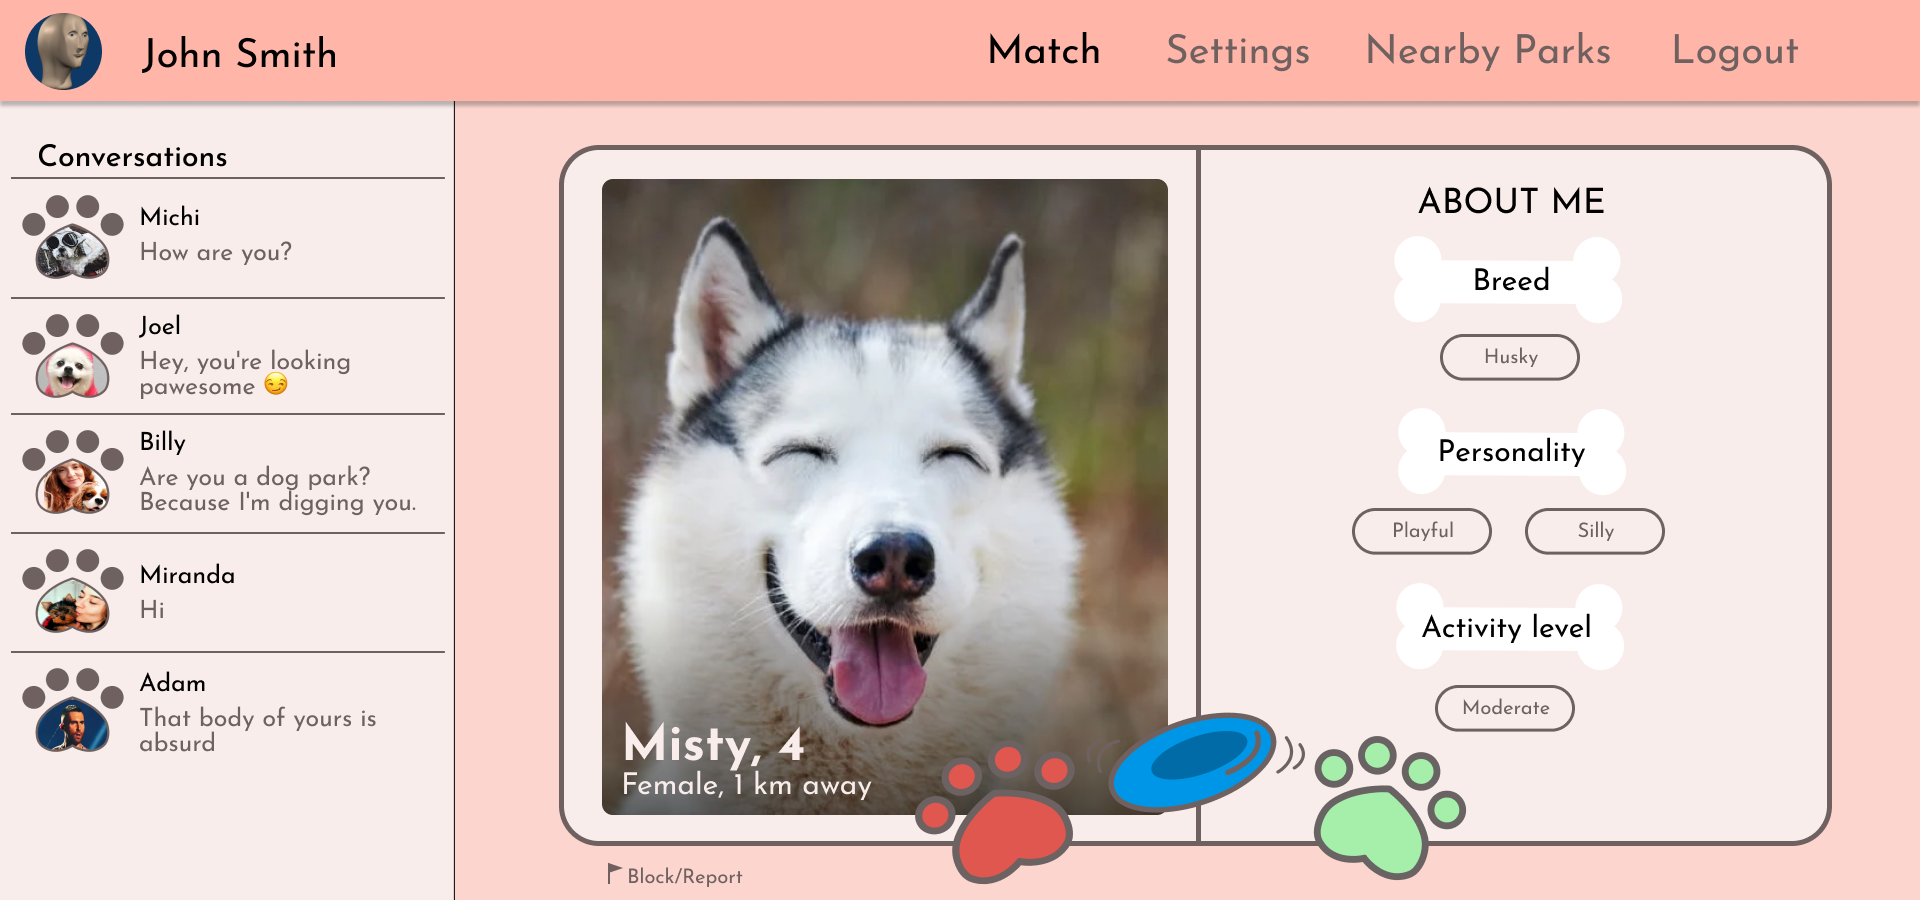 John Smith
Match
Settings
Nearby Parks
Logout
Conversations
Michi
How are you?
Joel
Hey, you're looking
pawesome 😏
Billy
Are you a dog park?
Because I'm digging you.
Miranda
Hi
Adam
That body of yours is
absurd
Misty, 4
Female, 1 km away
ABOUT ME
Breed
Husky
Personality
Playful
Silly
Activity level
Moderate
Block/Report